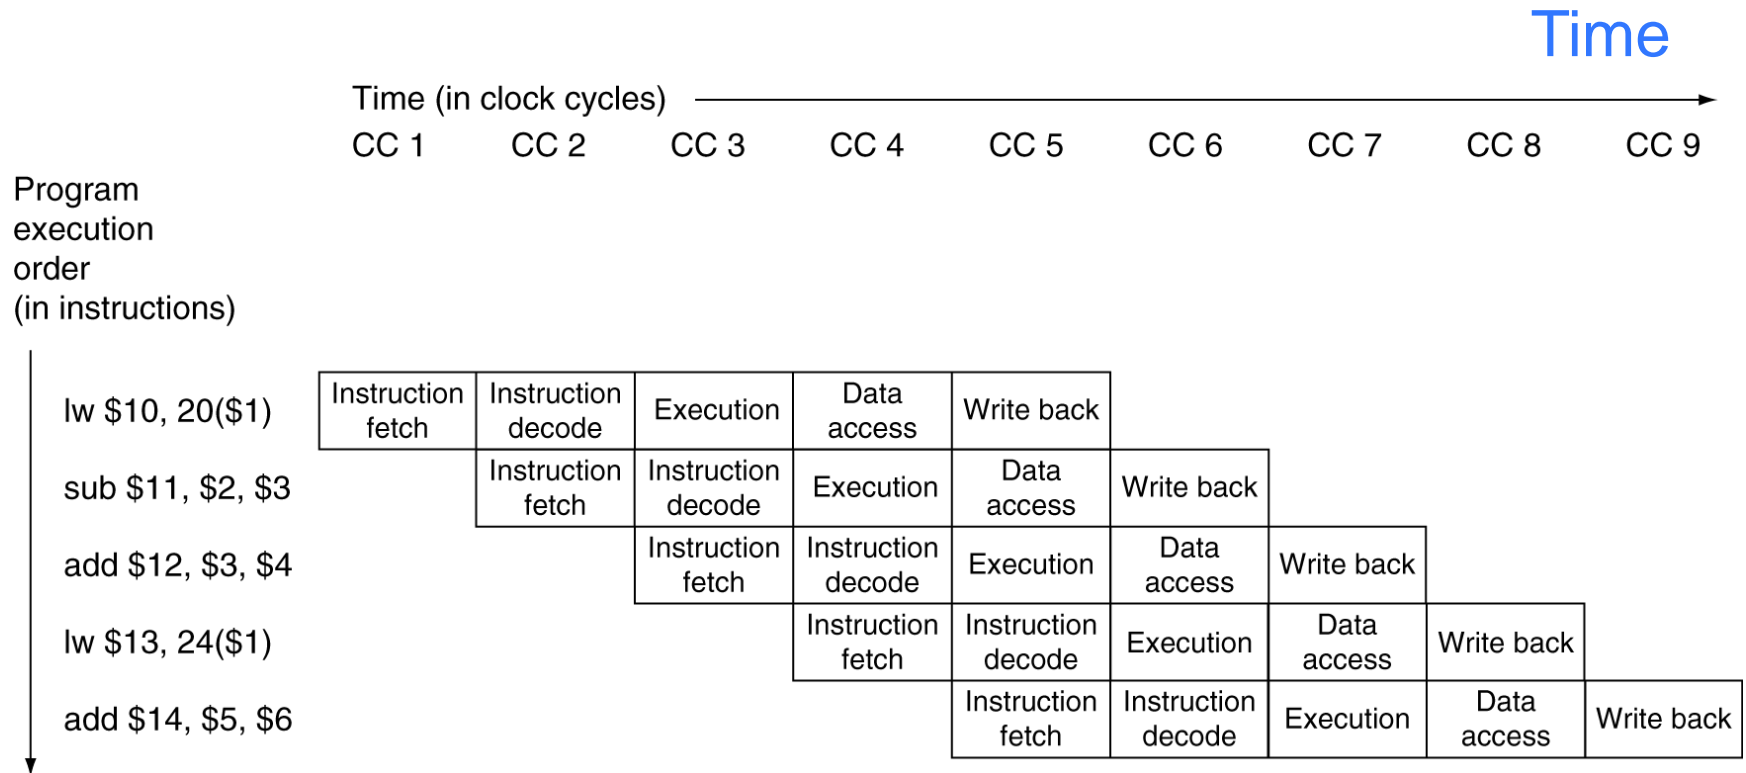 Time
Time (in clock cycles)
CC 1 CC 2 CC 3 CC 4 CC 5 CC 6 CC 7 CC 8 CC 9
Program
execution
order
(in instructions)
lw $10, 20($1)
Instruction
fetch
Instruction
decode
Execution
Data
access
Write back
sub $11, $2, $3
Instruction
fetch
Instruction
decode
Execution
Data
access
Write back
add $12, $3, $4
Instruction
fetch
Instruction
decode
Execution
Data
access
Write back
lw $13, 24($1)
Instruction
fetch
Instruction
decode
Execution
Data
access
Write back
add $14, $5, $6
Instruction
fetch
Instruction
decode
Execution
Data
access
Write back